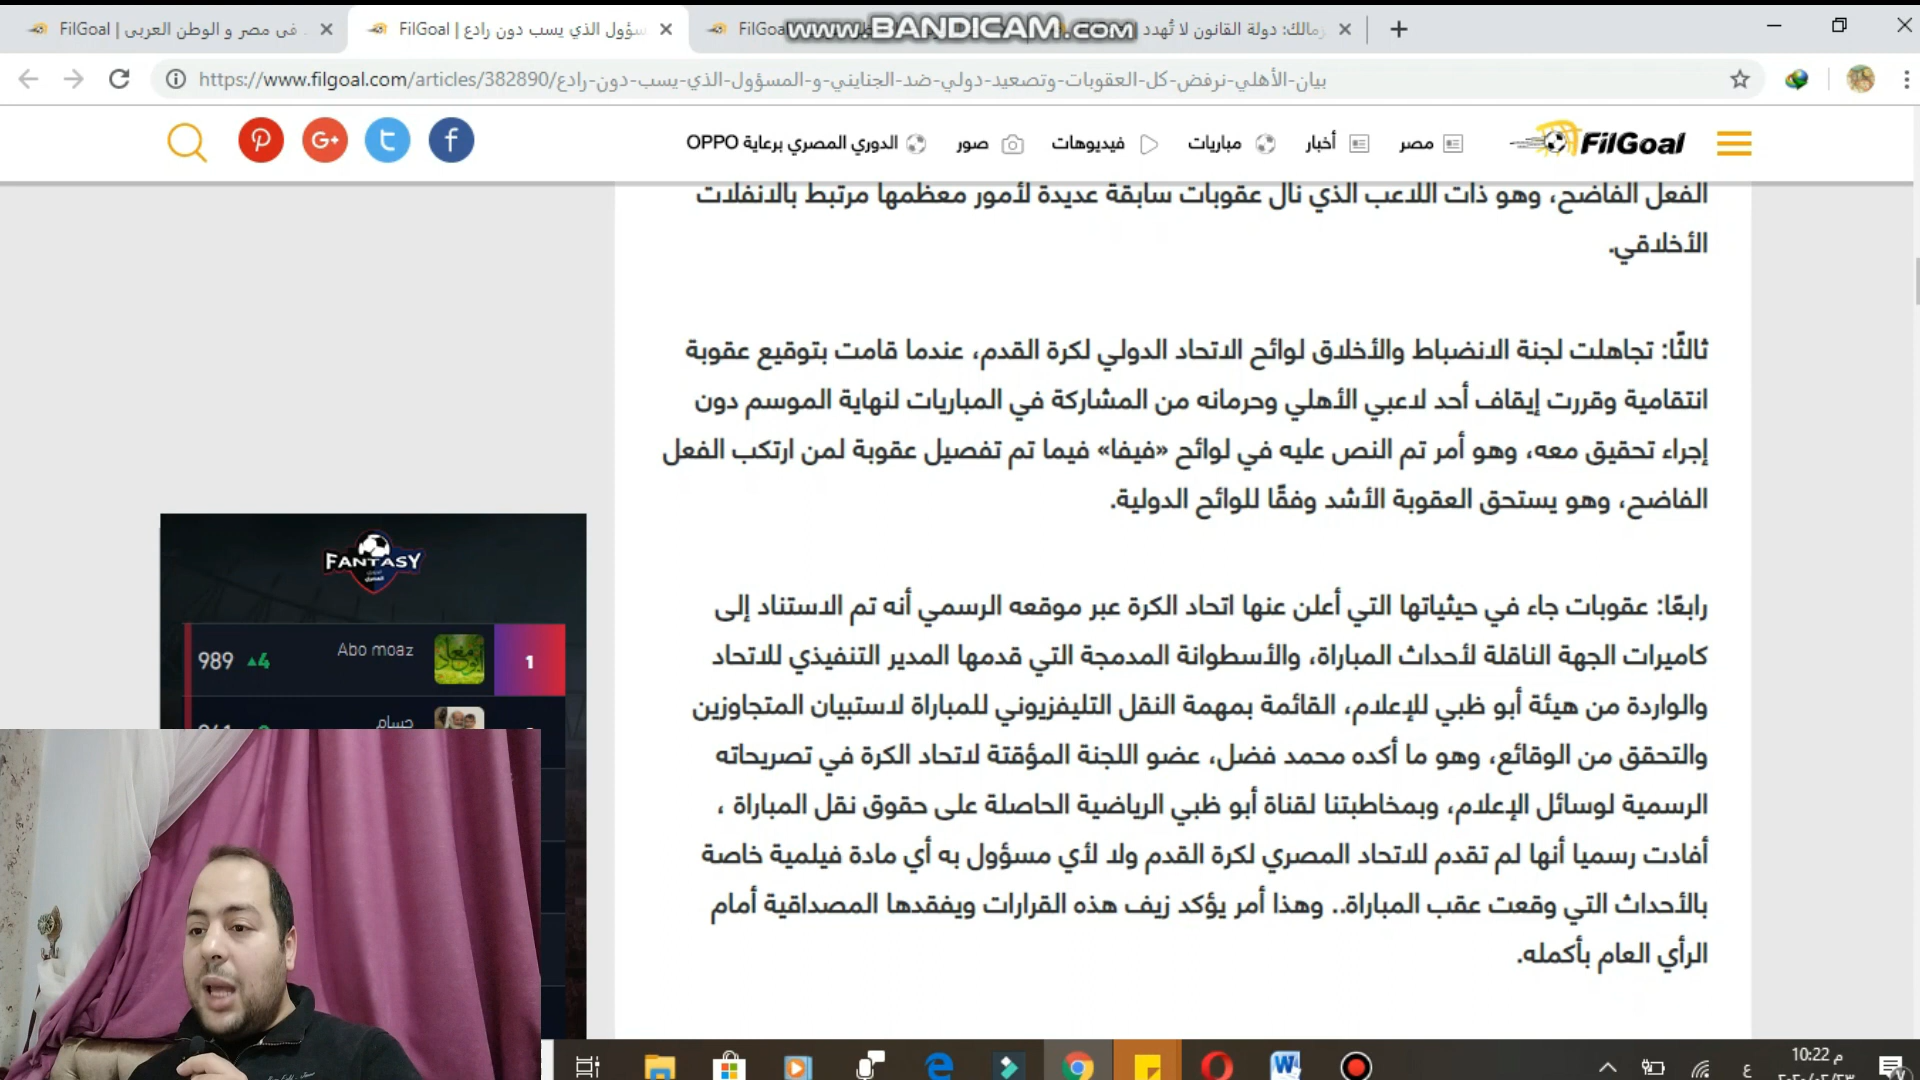 في مصر و الوطن العربي | FilGoal
سؤول الذي يسب دون رادع | FilGoal
FilGoal
زمالك: دولة القانون لا تُهدد
www.BANDICAM.com
https://www.filgoal.com/articles/382890/بيان-الأهلي-نرفض-كل-العقوبات-وتصعيد-دولي-ضد-الجنايني-و-المسؤول-الذي-يسب-دون-رادع
FilGoal
مصر
أخبار
مباريات
فيديوهات
صور
الدوري المصري برعاية OPPO
الفعل الفاضح، وهو ذات اللاعب الذي نال عقوبات سابقة عديدة لأمور معظمها مرتبط بالانفلات
الأخلاقي.
ثالثًا: تجاهلت لجنة الانضباط والأخلاق لوائح الاتحاد الدولي لكرة القدم، عندما قامت بتوقيع عقوبة
انتقامية وقررت إيقاف أحد لاعبي الأهلي وحرمانه من المشاركة في المباريات لنهاية الموسم دون
إجراء تحقيق معه، وهو أمر تم النص عليه في لوائح «فيفا» فيما تم تفصيل عقوبة لمن ارتكب الفعل
الفاضح، وهو يستحق العقوبة الأشد وفقًا للوائح الدولية.
رابعًا: عقوبات جاء في حيثياتها التي أعلن عنها اتحاد الكرة عبر موقعه الرسمي أنه تم الاستناد إلى
كاميرات الجهة الناقلة لأحداث المباراة، والأسطوانة المدمجة التي قدمها المدير التنفيذي للاتحاد
والواردة من هيئة أبو ظبي للإعلام، القائمة بمهمة النقل التليفزيوني للمباراة لاستبيان المتجاوزين
والتحقق من الوقائع، وهو ما أكده محمد فضل، عضو اللجنة المؤقتة لاتحاد الكرة في تصريحاته
الرسمية لوسائل الإعلام، وبمخاطبتنا لقناة أبو ظبي الرياضية الحاصلة على حقوق نقل المباراة ،
أفادت رسميا أنها لم تقدم للاتحاد المصري لكرة القدم ولا لأي مسؤول به أي مادة فيلمية خاصة
بالأحداث التي وقعت عقب المباراة.. وهذا أمر يؤكد زيف هذه القرارات ويفقدها المصداقية أمام
الرأي العام بأكمله.
FANTASY
1
Abo moaz
4
989
حسام
10:22 م
ع